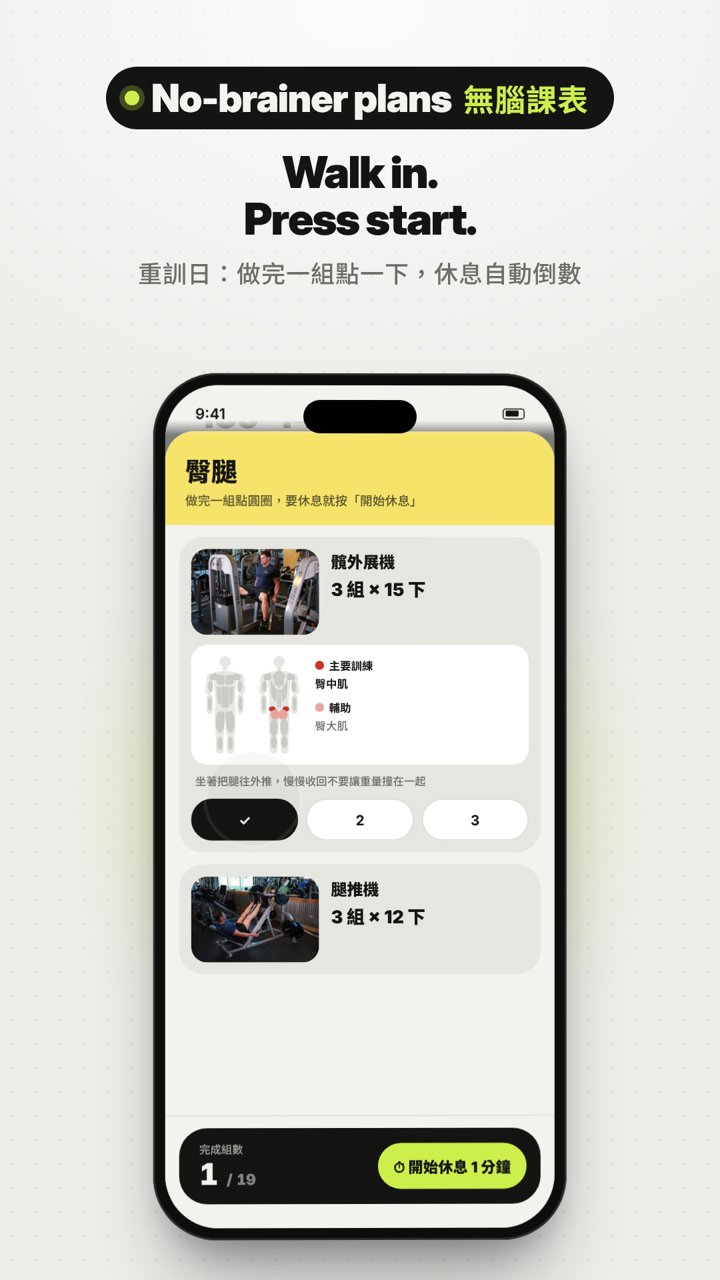 No-brainer plans 無腦課表
Walk in.
Press start.
重訓日：做完一組點一下，休息自動倒數
9:41
臀腿
做完一組點圓圈，要休息就按「開始休息」
髖外展機
3 組 × 15 下
主要訓練
臀中肌
輔助
臀大肌
坐著把腿往外推，慢慢收回不要讓重量撞在一起
✓ 2 3
腿推機
3 組 × 12 下
完成組數
1 / 19
⏱ 開始休息 1 分鐘